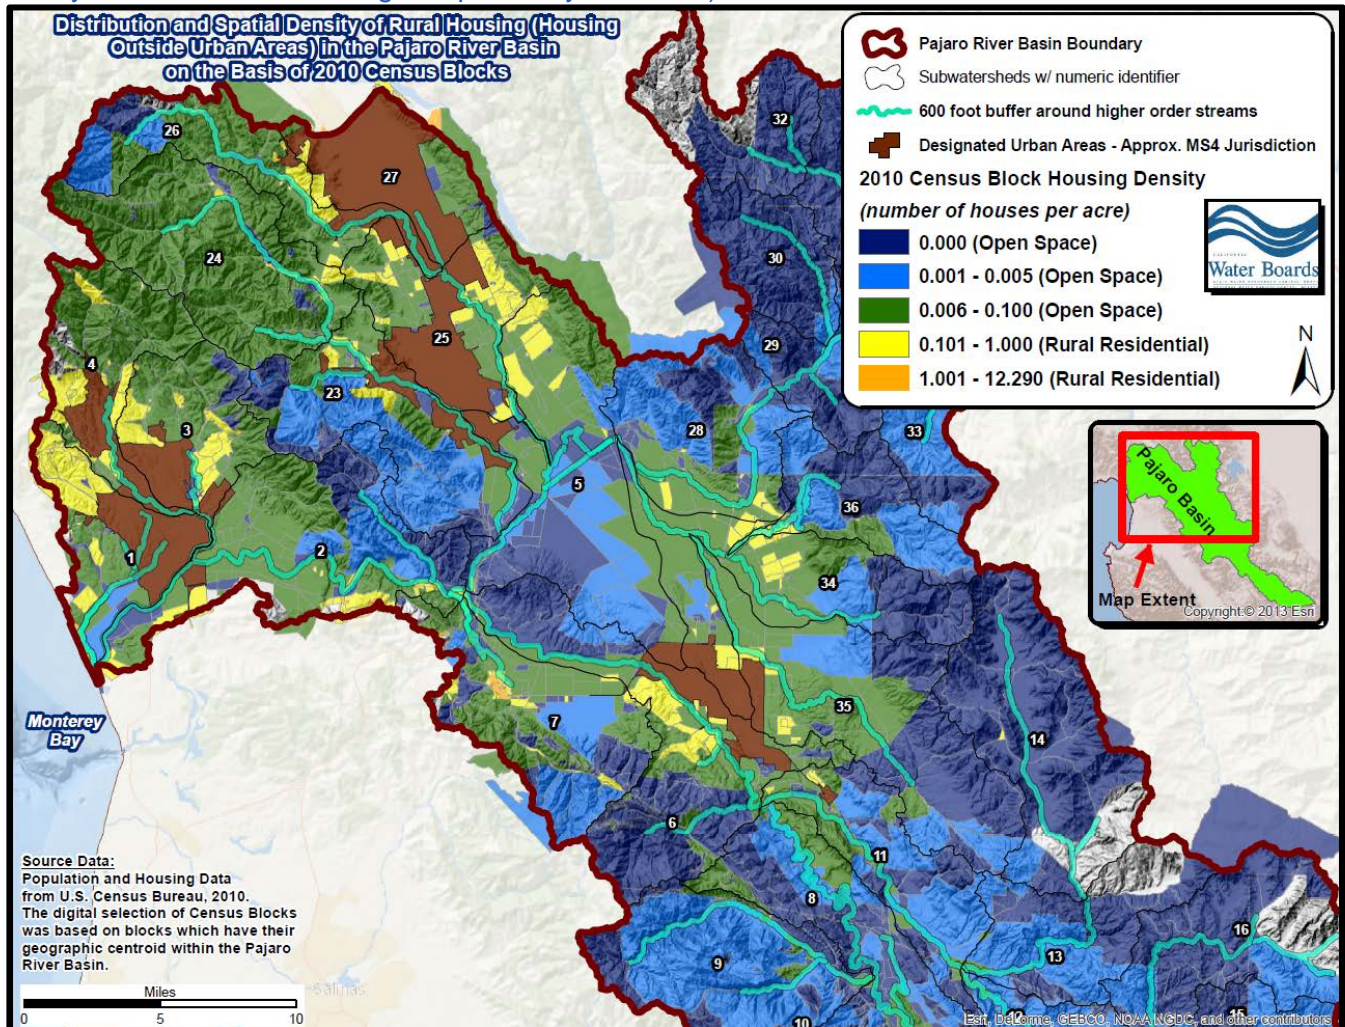 Distribution and Spatial Density of Rural Housing (Housing
Outside Urban Areas) in the Pajaro River Basin
on the Basis of 2010 Census Blocks
Pajaro River Basin Boundary
Subwatersheds w/ numeric identifier
600 foot buffer around higher order streams
Designated Urban Areas - Approx. MS4 Jurisdiction
2010 Census Block Housing Density
(number of houses per acre)
0.000 (Open Space)
0.001 - 0.005 (Open Space)
0.006 - 0.100 (Open Space)
0.101 - 1.000 (Rural Residential)
1.001 - 12.290 (Rural Residential)
CALIFORNIA
Water Boards
N
Pajaro Basin
Map Extent
Copyright:© 2013 Esri
26
32
27
24
30
25
29
4
23
3
28
33
5
36
1
2
34
35
7
14
Monterey
Bay
6
11
8
16
13
9
10
12
15
Source Data:
Population and Housing Data
from U.S. Census Bureau, 2010.
The digital selection of Census Blocks
was based on blocks which have their
geographic centroid within the Pajaro
River Basin.
Miles
0 5 10
Salinas
Esri, DeLorme, GEBCO, NOAA NGDC, and other contributors